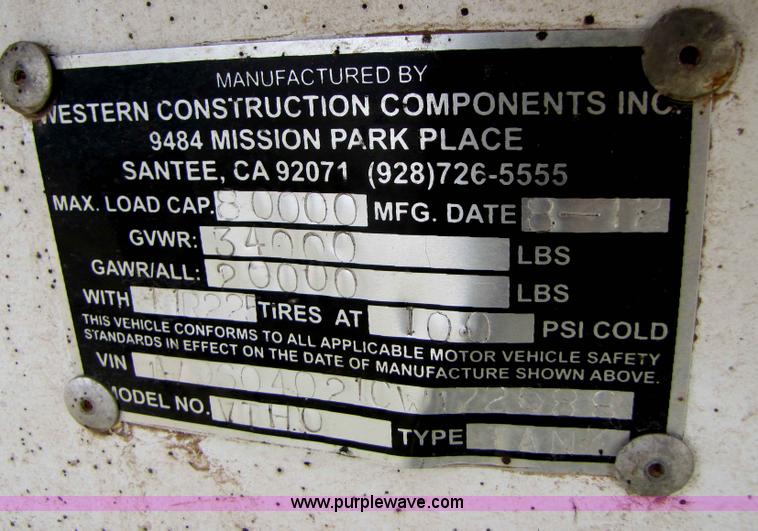 MANUFACTURED BY
WESTERN CONSTRUCTION COMPONENTS INC.
9484 MISSION PARK PLACE
SANTEE, CA 92071 (928)726-5555
MAX. LOAD CAP. 80000 MFG. DATE 8-12
GVWR: 34000 LBS
GAWR/ALL: 20000 LBS
WITH 11R22 TIRES AT 100 PSI COLD
THIS VEHICLE CONFORMS TO ALL APPLICABLE MOTOR VEHICLE SAFETY
STANDARDS IN EFFECT ON THE DATE OF MANUFACTURE SHOWN ABOVE.
VIN
MODEL NO. TYPE
www.purplewave.com